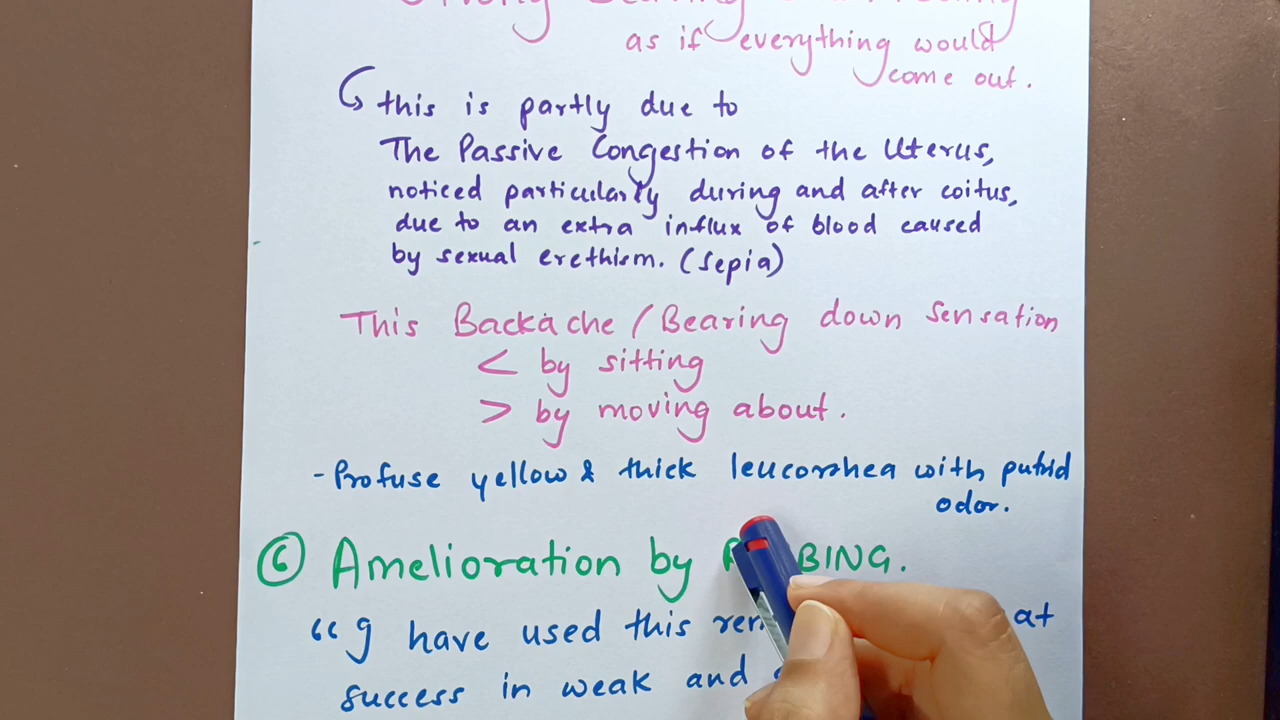 as if everything would
come out.
this is partly due to
The Passive Congestion of the Uterus,
noticed particularly during and after coitus,
due to an extra influx of blood caused
by sexual erethism. (Sepia)
This Backache / Bearing down sensation
< by sitting
> by moving about.
- Profuse yellow & thick leucorrhea with putrid
odor.
6 Amelioration by
“ I have used this at
success in weak and